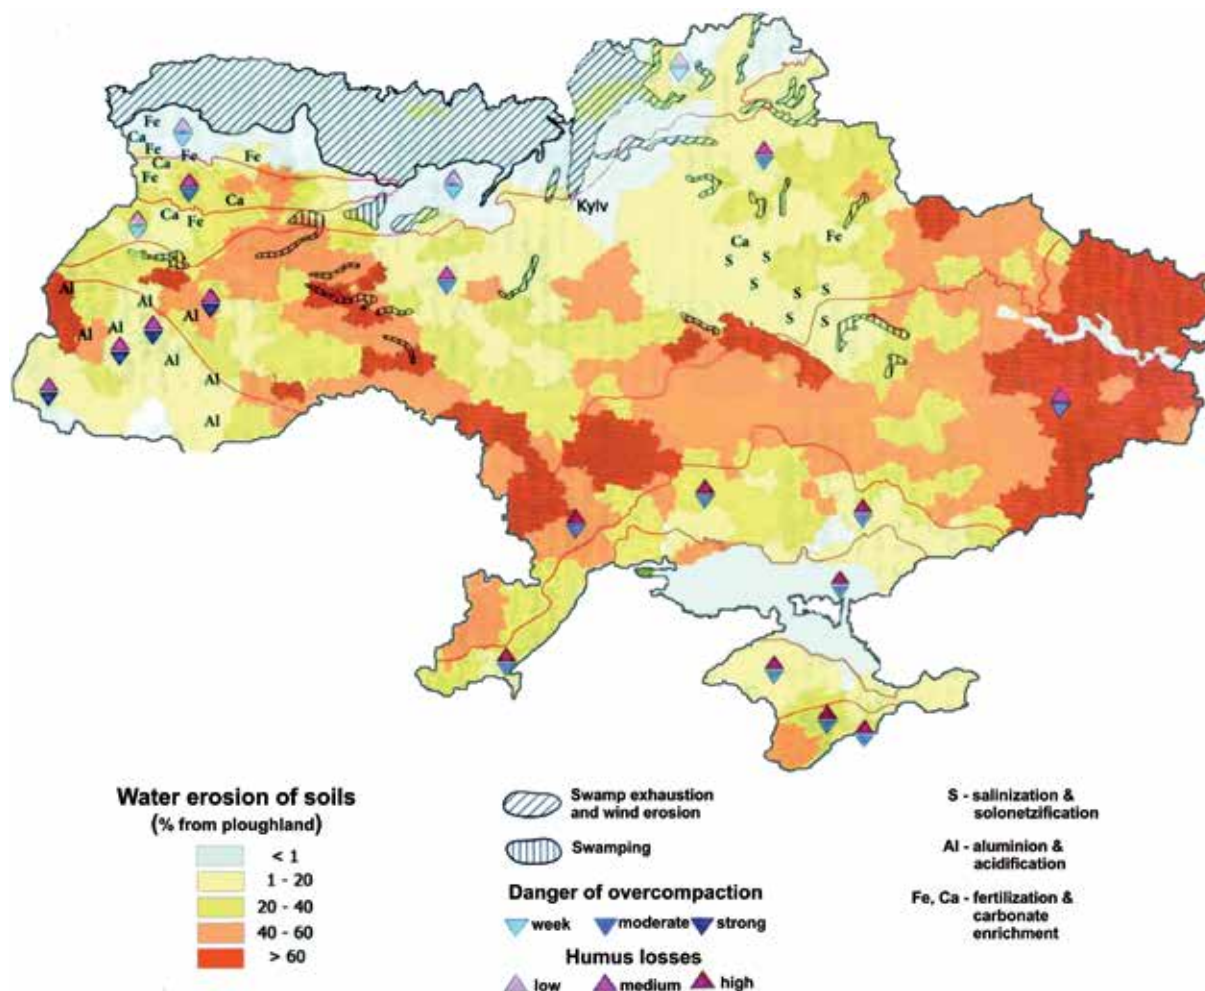 Fe
Ca
Fe
Fe
Fe
Ca
Fe
Ca
Ca
Fe
Kyiv
Ca
Fe
S
S
S
S
S
S
S
Al
Al
Al
Al
Al
Al
Al
Al
Water erosion of soils
(% from ploughland)
< 1
1 - 20
20 - 40
40 - 60
> 60
Swamp exhaustion
and wind erosion
Swamping
Danger of overcompaction
week moderate strong
Humus losses
low medium high
S - salinization &
solonetzification
Al - aluminion &
acidification
Fe, Ca - fertilization &
carbonate
enrichment